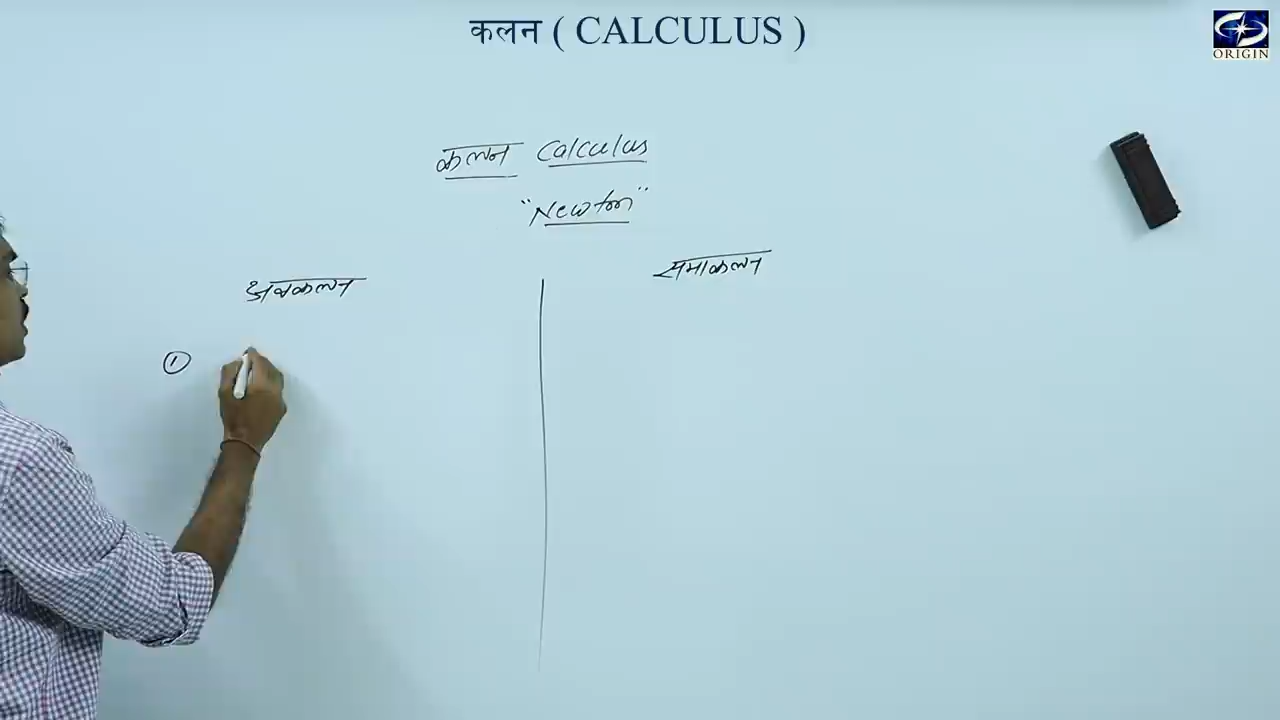 कलन ( CALCULUS )
ORIGIN
कलन Calculus
"Newton"
अवकलन समाकलन
①